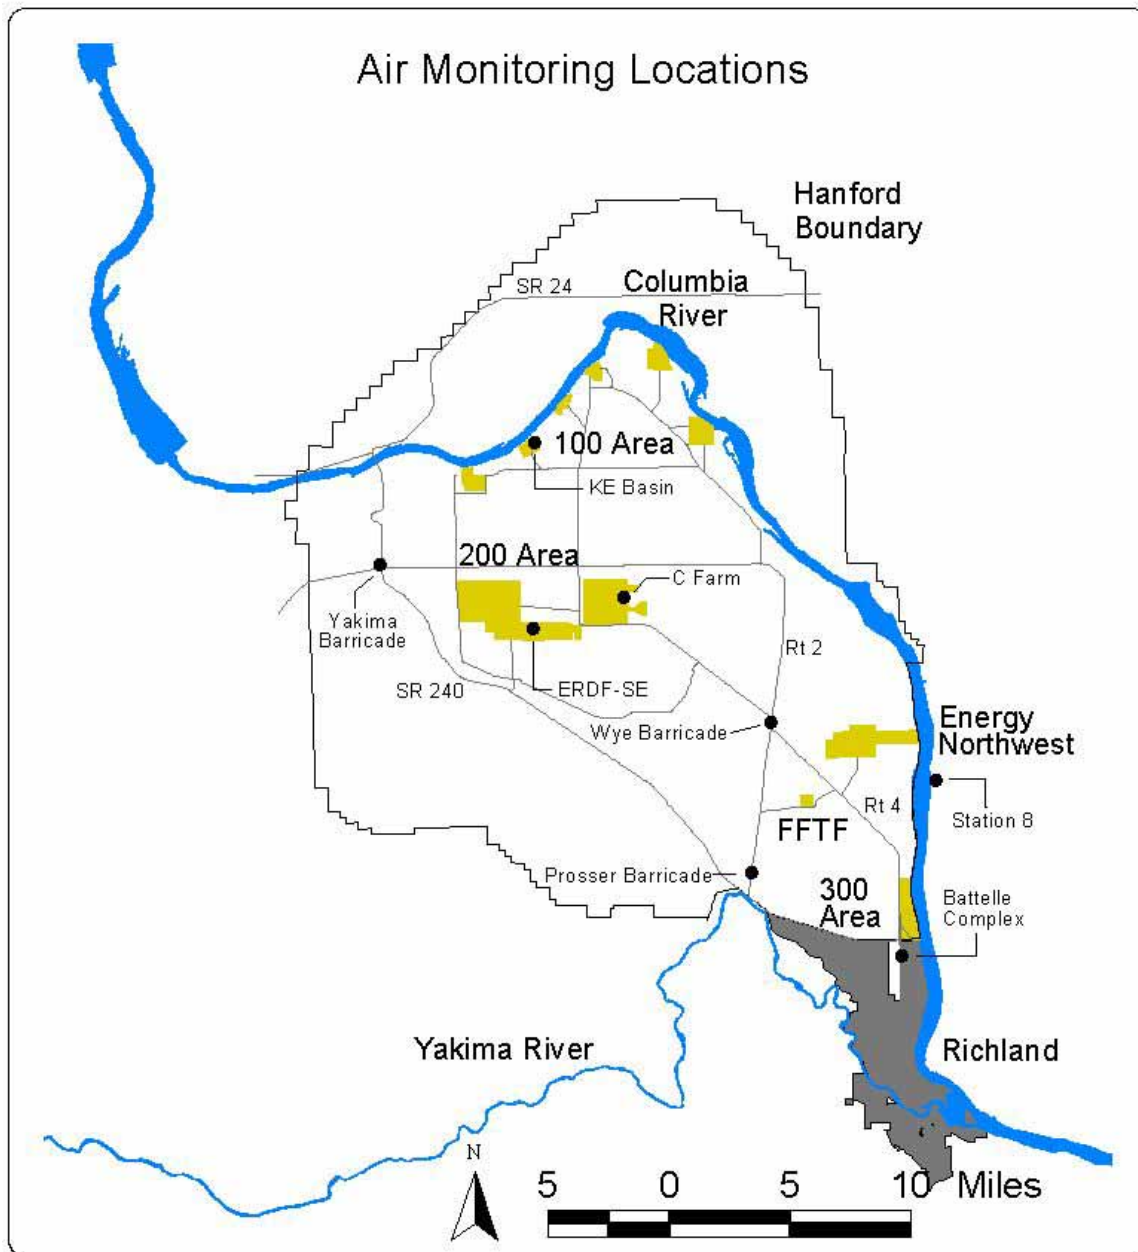 Air Monitoring Locations
Hanford
Boundary
SR 24
Columbia
River
100 Area
KE Basin
200 Area
C Farm
Yakima
Barricade
Rt 2
SR 240
ERDF-SE
Wye Barricade
Energy
Northwest
Rt 4
Station 8
FFTF
Prosser Barricade
300
Area
Battelle
Complex
Yakima River
Richland
N
5 0 5 10 Miles